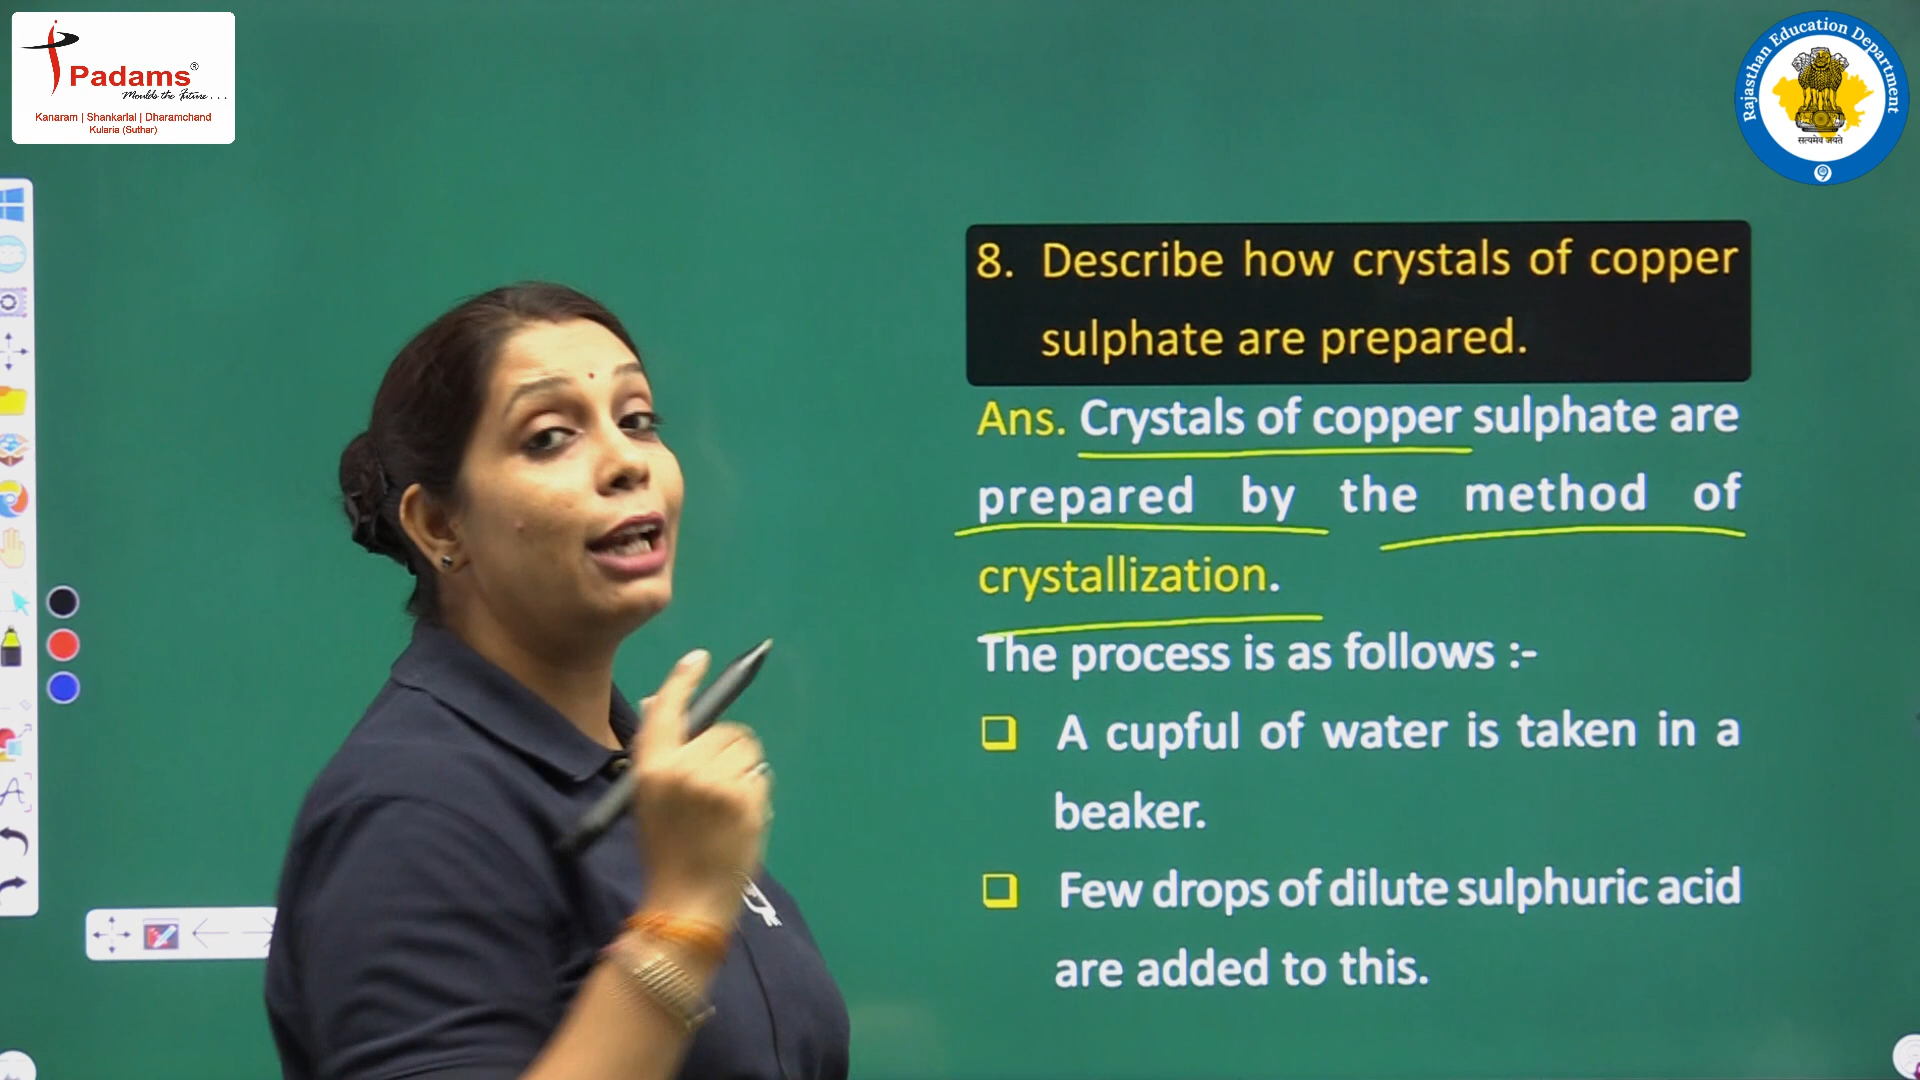 Padams®
Moulds the Future . . .
Kanaram | Shankarlal | Dharamchand
Kularia (Suthar)
Rajasthan Education Department
सत्यमेव जयते
8. Describe how crystals of copper
sulphate are prepared.
Ans. Crystals of copper sulphate are
prepared by the method of
crystallization.
The process is as follows :-
❑ A cupful of water is taken in a
beaker.
❑ Few drops of dilute sulphuric acid
are added to this.